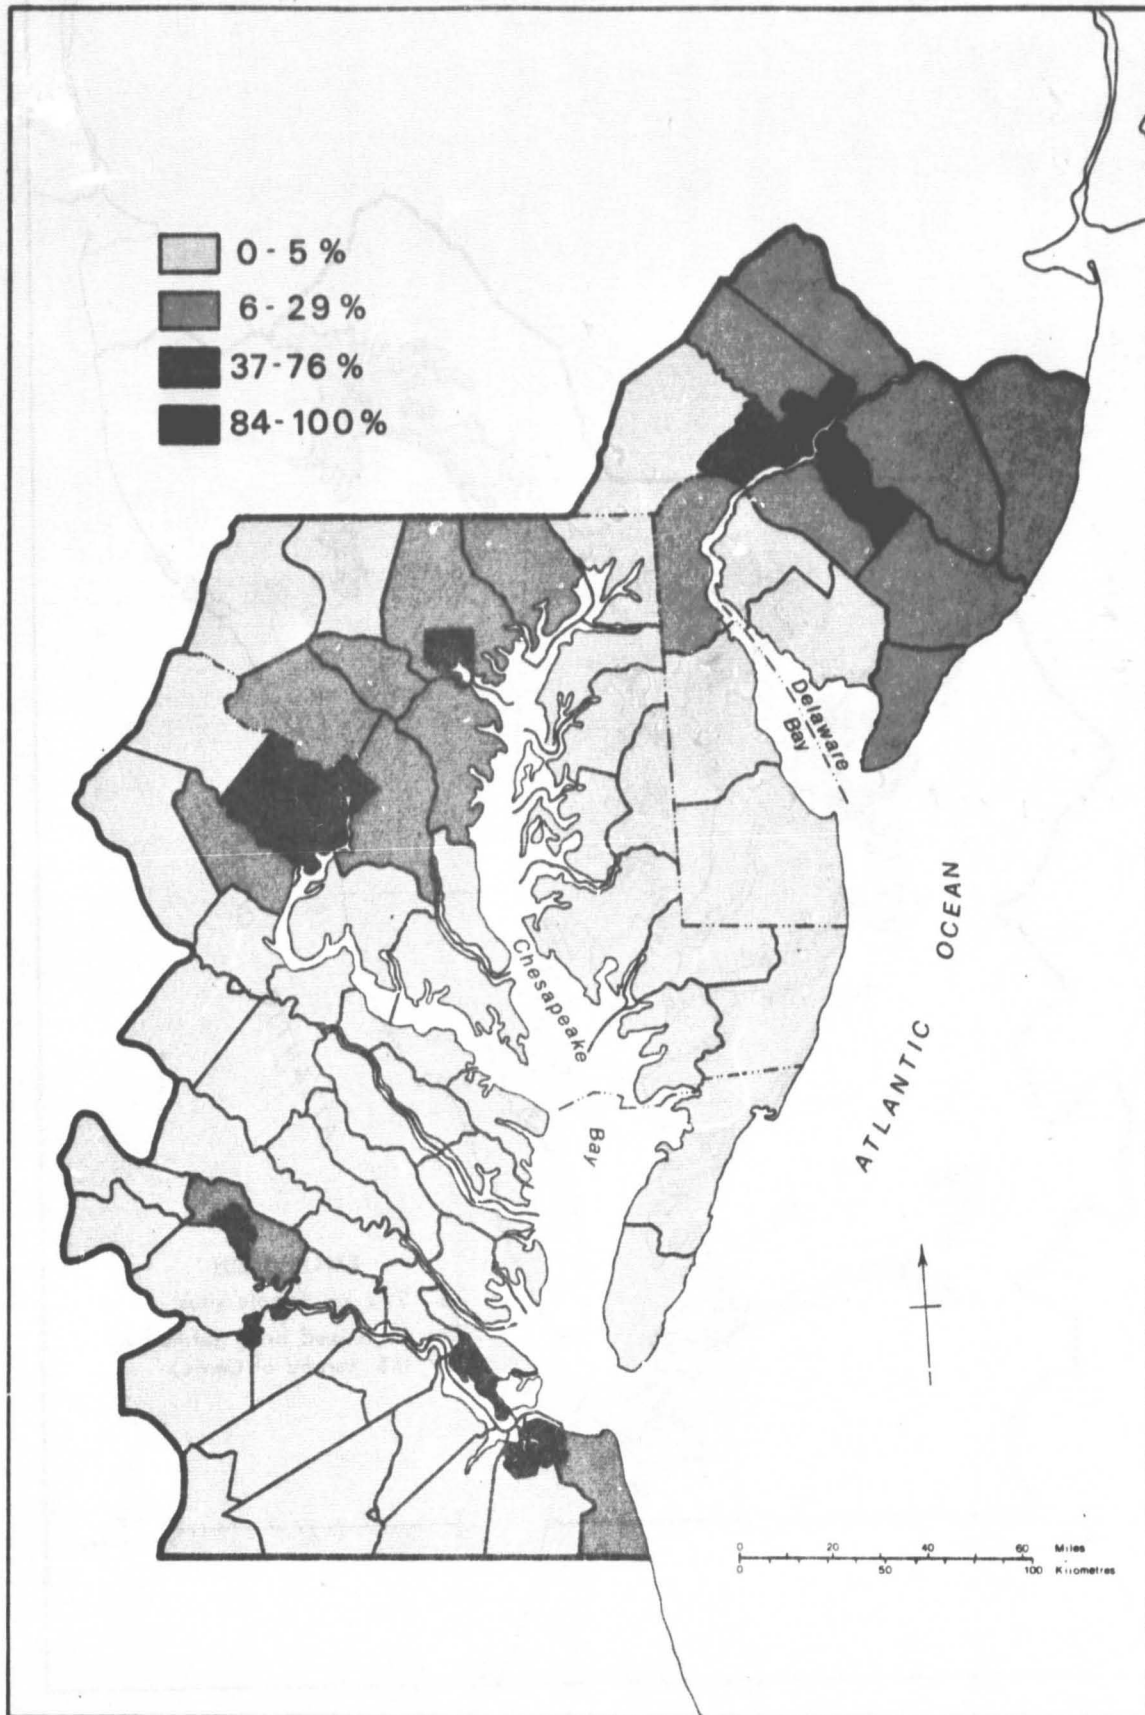 0-5 %
6-29 %
37-76 %
84-100 %
Delaware
Bay
Chesapeake
Bay
ATLANTIC OCEAN
0 20 40 60 Miles
0 50 100 Kilometres